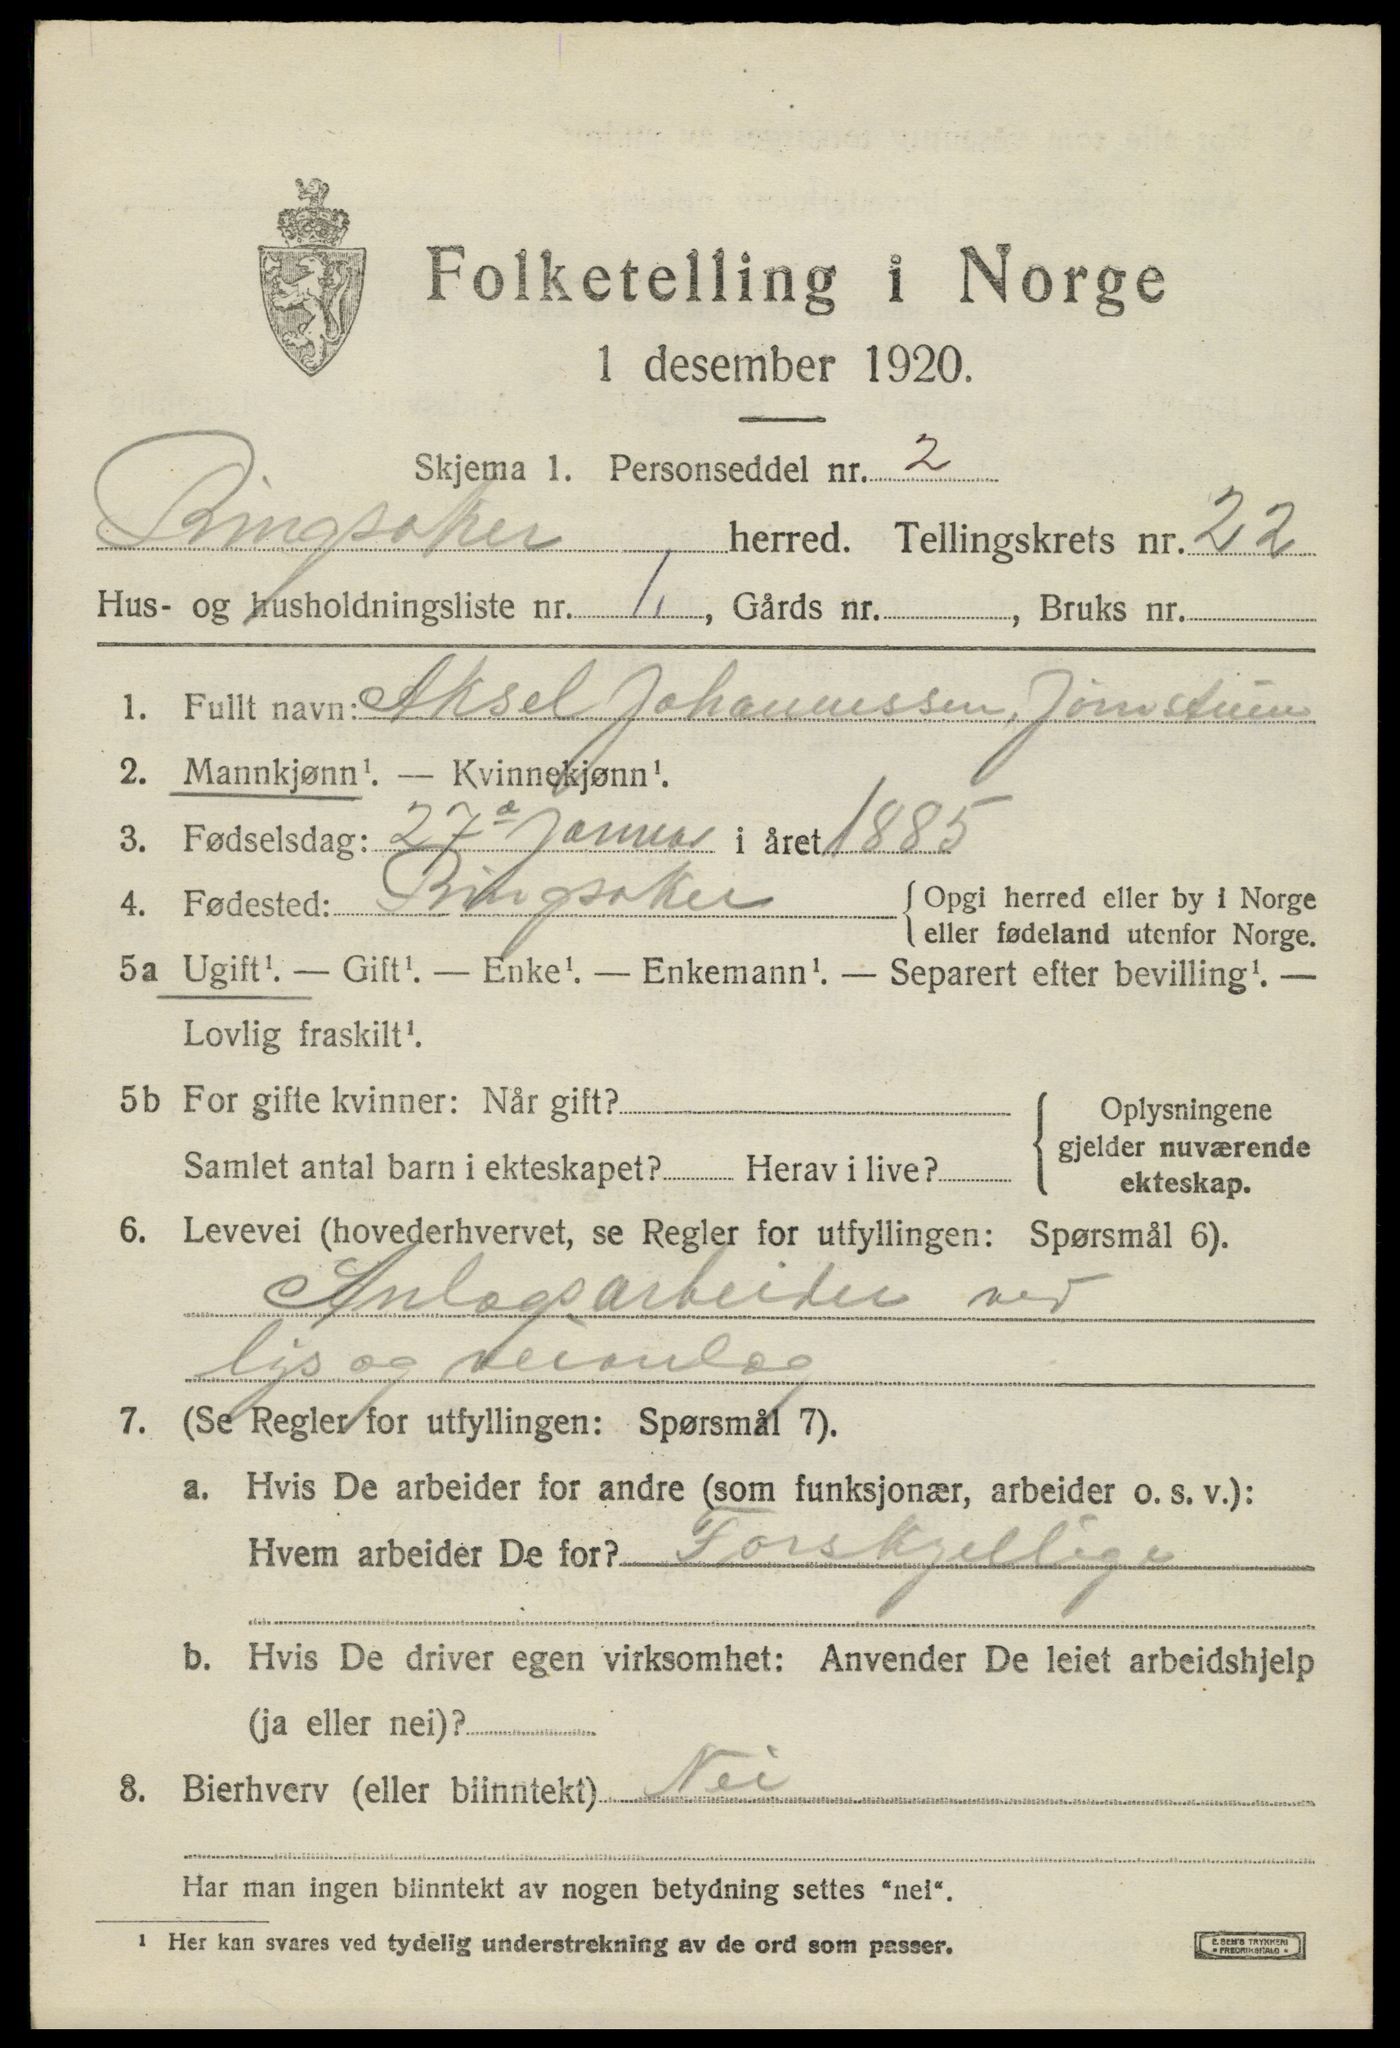 Folketelling i Norge
1 desember 1920.
Skjema 1. Personseddel nr. 2
Ringsaker herred. Tellingskrets nr. 22
Hus- og husholdningsliste nr. 1, Gårds nr. , Bruks nr.
1. Fullt navn: Aksel Johannessen, Jønnstuen
2. Mannkjønn¹. — Kvinnekjønn¹.
3. Fødselsdag: 27de Januar i året 1885
4. Fødested: Ringsaker { Opgi herred eller by i Norge
eller fødeland utenfor Norge.
5a Ugift¹. — Gift¹. — Enke¹. — Enkemann¹. — Separert efter bevilling¹. —
Lovlig fraskilt¹.
5b For gifte kvinner: Når gift?
Samlet antal barn i ekteskapet? Herav i live?
{ Oplysningene
gjelder nuværende
ekteskap.
6. Levevei (hovederhvervet, se Regler for utfyllingen: Spørsmål 6).
Anlægsarbeider ved
lys og veianlæg
7. (Se Regler for utfyllingen: Spørsmål 7).
a. Hvis De arbeider for andre (som funksjonær, arbeider o. s. v.):
Hvem arbeider De for? Forskjellige
b. Hvis De driver egen virksomhet: Anvender De leiet arbeidshjelp
(ja eller nei)?
8. Bierhverv (eller biinntekt) Nei
Har man ingen biinntekt av nogen betydning settes "nei".
¹ Her kan svares ved tydelig understrekning av de ord som passer.
E. SEM'S TRYKKERI
FREDRIKSHALD